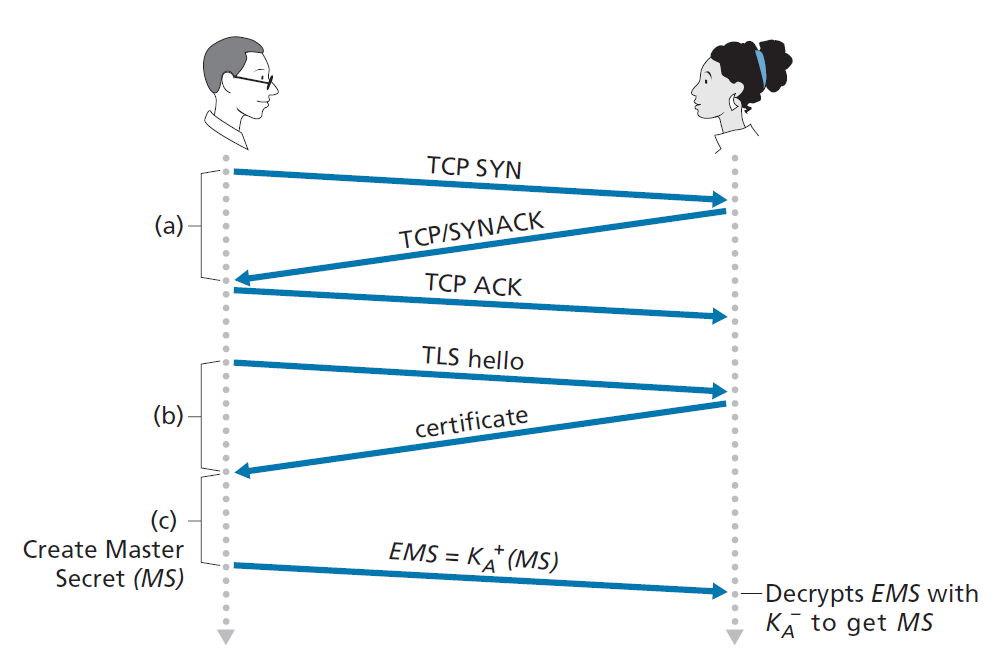 TCP SYN
(a)
TCP/SYNACK
TCP ACK
TLS hello
(b)
certificate
(c)
Create Master
Secret (MS)
EMS = K_A^+(MS)
Decrypts EMS with
K_A^- to get MS